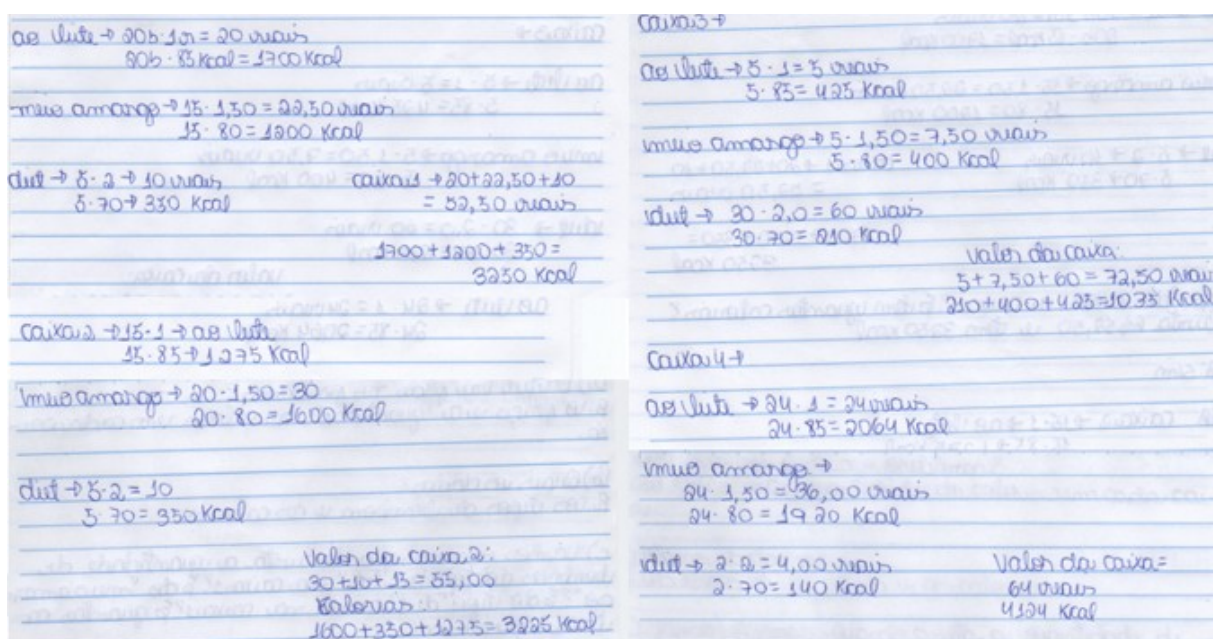 ao leite → 20b · 1r = 20 reais
20b · 85 Kcal = 1700 Kcal
meio amargo → 15 · 1,50 = 22,50 reais
15 · 80 = 1200 Kcal
diet → 5 · 2 → 10 reais
5 · 70 → 350 Kcal
caixa 1 → 20+22,50+10
= 52,50 reais
1700 + 1200 + 350 =
3250 Kcal
caixa 2 → 15 · 1 → ao leite
15 · 85 → 1275 Kcal
meio amargo → 20 · 1,50 = 30
20 · 80 = 1600 Kcal
diet → 5 · 2 = 10
5 · 70 = 350 Kcal
Valor da caixa 2:
30 + 10 + 15 = 55,00
Kalorias:
1600 + 350 + 1275 = 3225 Kcal
caixa 3 →
ao leite → 5 · 1 = 5 reais
5 · 85 = 425 Kcal
meio amargo → 5 · 1,50 = 7,50 reais
5 · 80 = 400 Kcal
diet → 30 · 2,0 = 60 reais
30 · 70 = 210 Kcal
valor da caixa:
5 + 7,50 + 60 = 72,50 reais
210 + 400 + 425 = 1035 Kcal
Caixa 4 →
ao leite → 24 · 1 = 24 reais
24 · 85 = 2064 Kcal
meio amargo →
24 · 1,50 = 36,00 reais
24 · 80 = 1920 Kcal
diet → 2 · 2 = 4,00 reais
2 · 70 = 140 Kcal
Valor da caixa =
64 reais
4124 Kcal